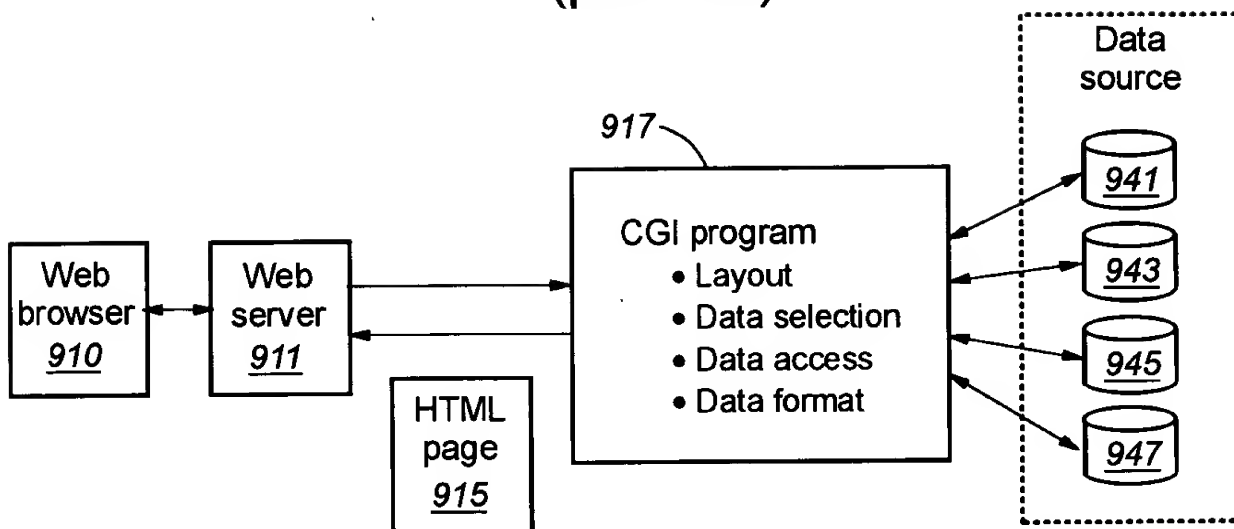 Data
source
917
941
CGI program
• Layout
943
Web
browser
910
Web
server
911
• Data selection
• Data access
945
• Data format
HTML
page
915
947